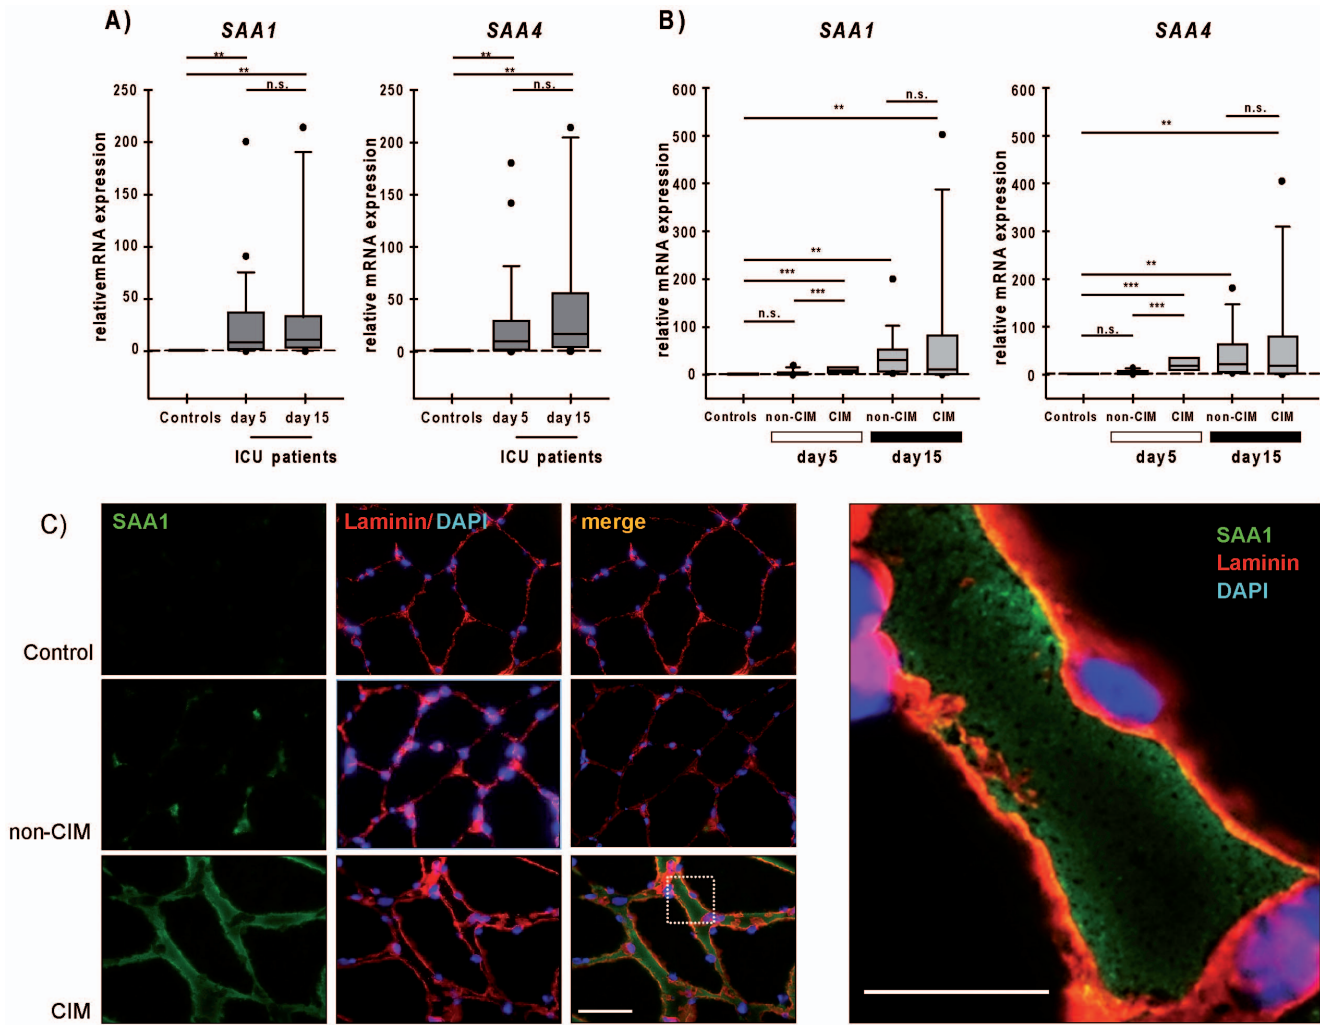 A)
SAA1
**
**
n.s.
250
200
150
100
50
0
relativemRNA expression
Controls
day 5
day 15
ICU patients
SAA4
**
**
n.s.
250
200
150
100
50
0
relative mRNA expression
Controls
day 5
day 15
ICU patients
B)
SAA1
n.s.
**
**
***
***
n.s.
600
500
400
300
200
100
0
relative mRNA expression
Controls
non-CIM
CIM
non-CIM
CIM
day5
day15
SAA4
n.s.
**
**
***
***
n.s.
600
500
400
300
200
100
0
relative mRNA expression
Controls
non-CIM
CIM
non-CIM
CIM
day5
day15
C)
SAA1
Laminin/DAPI
merge
Control
non-CIM
CIM
SAA1
Laminin
DAPI